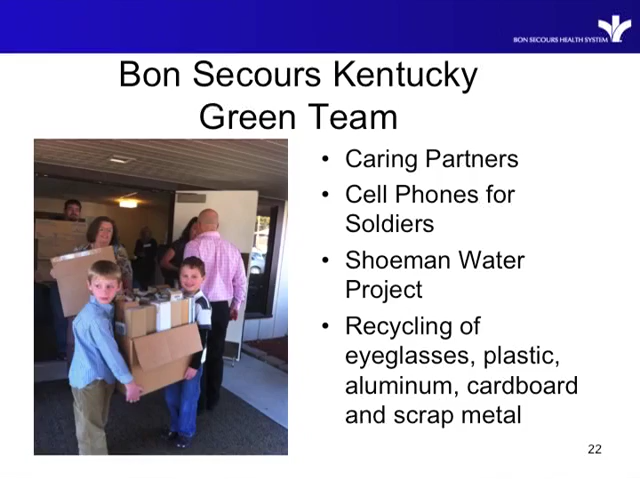 BON SECOURS HEALTH SYSTEM
Bon Secours Kentucky
Green Team
• Caring Partners
• Cell Phones for
Soldiers
• Shoeman Water
Project
• Recycling of
eyeglasses, plastic,
aluminum, cardboard
and scrap metal
22